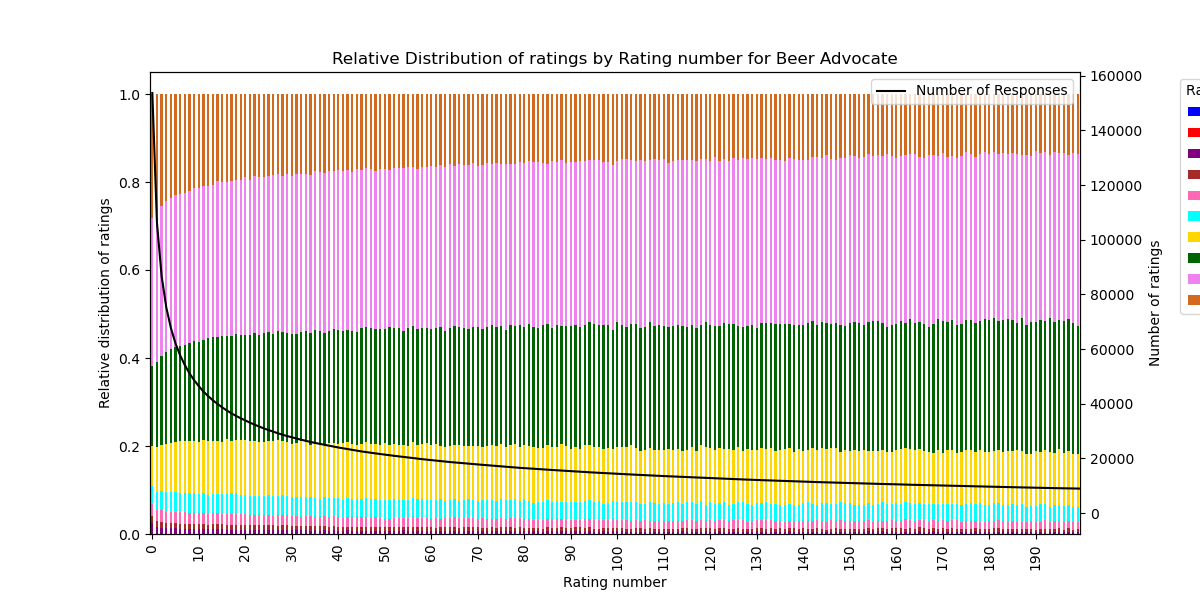 Relative Distribution of ratings by Rating number for Beer Advocate
Number of Responses
Ra
1.0
0.8
0.6
0.4
0.2
0.0
Relative distribution of ratings
160000
140000
120000
100000
80000
60000
40000
20000
0
Number of ratings
0 10 20 30 40 50 60 70 80 90 100 110 120 130 140 150 160 170 180 190
Rating number